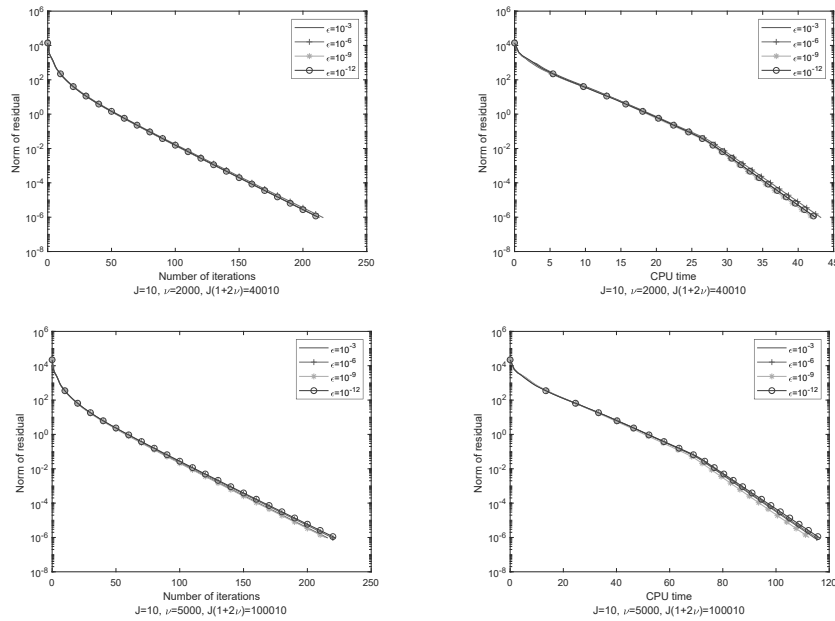 10^6
10^4
10^2
10^0
10^-2
10^-4
10^-6
10^-8
Norm of residual
ϵ=10^-3
ϵ=10^-6
ϵ=10^-9
ϵ=10^-12
0 50 100 150 200 250
Number of iterations
J=10, ν=2000, J(1+2ν)=40010
10^6
10^4
10^2
10^0
10^-2
10^-4
10^-6
10^-8
Norm of residual
ϵ=10^-3
ϵ=10^-6
ϵ=10^-9
ϵ=10^-12
0 5 10 15 20 25 30 35 40 45
CPU time
J=10, ν=2000, J(1+2ν)=40010
10^6
10^4
10^2
10^0
10^-2
10^-4
10^-6
10^-8
Norm of residual
ϵ=10^-3
ϵ=10^-6
ϵ=10^-9
ϵ=10^-12
0 50 100 150 200 250
Number of iterations
J=10, ν=5000, J(1+2ν)=100010
10^6
10^4
10^2
10^0
10^-2
10^-4
10^-6
10^-8
Norm of residual
ϵ=10^-3
ϵ=10^-6
ϵ=10^-9
ϵ=10^-12
0 20 40 60 80 100 120
CPU time
J=10, ν=5000, J(1+2ν)=100010